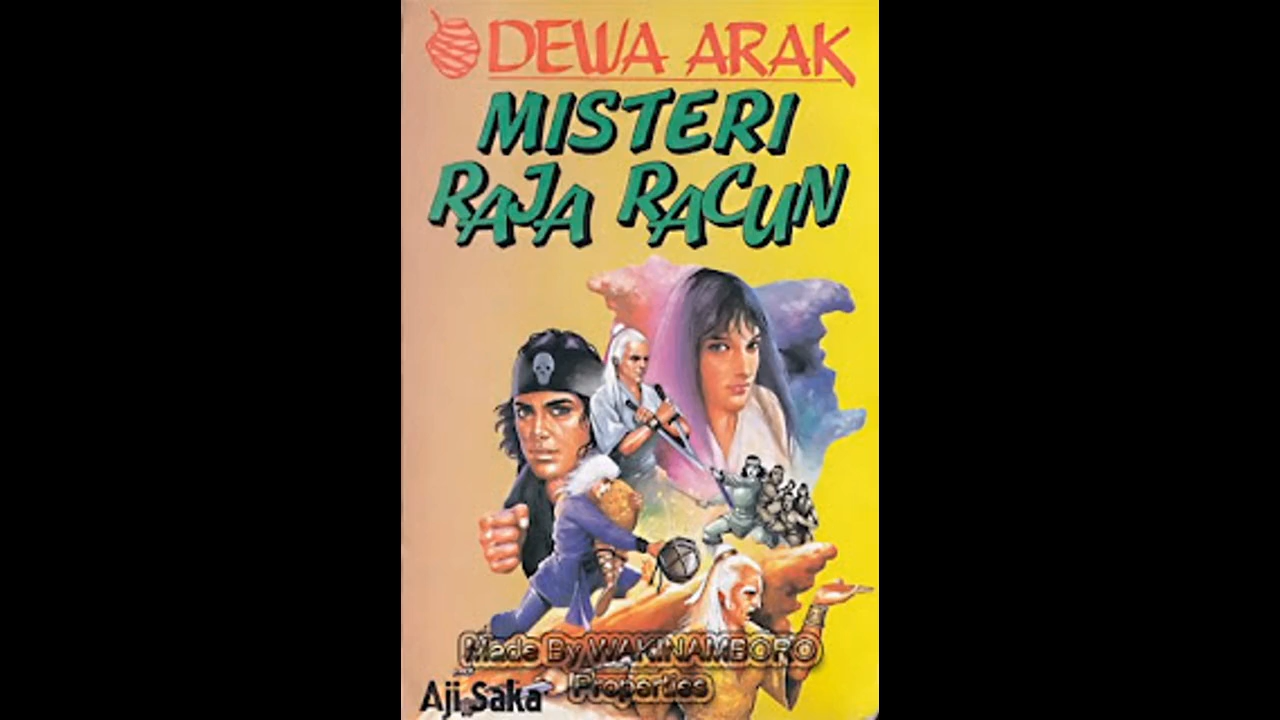 DEWA ARAK
MISTERI
RAJA RACUN
Made By WAKINAMBORO
Properties
Aji Saka